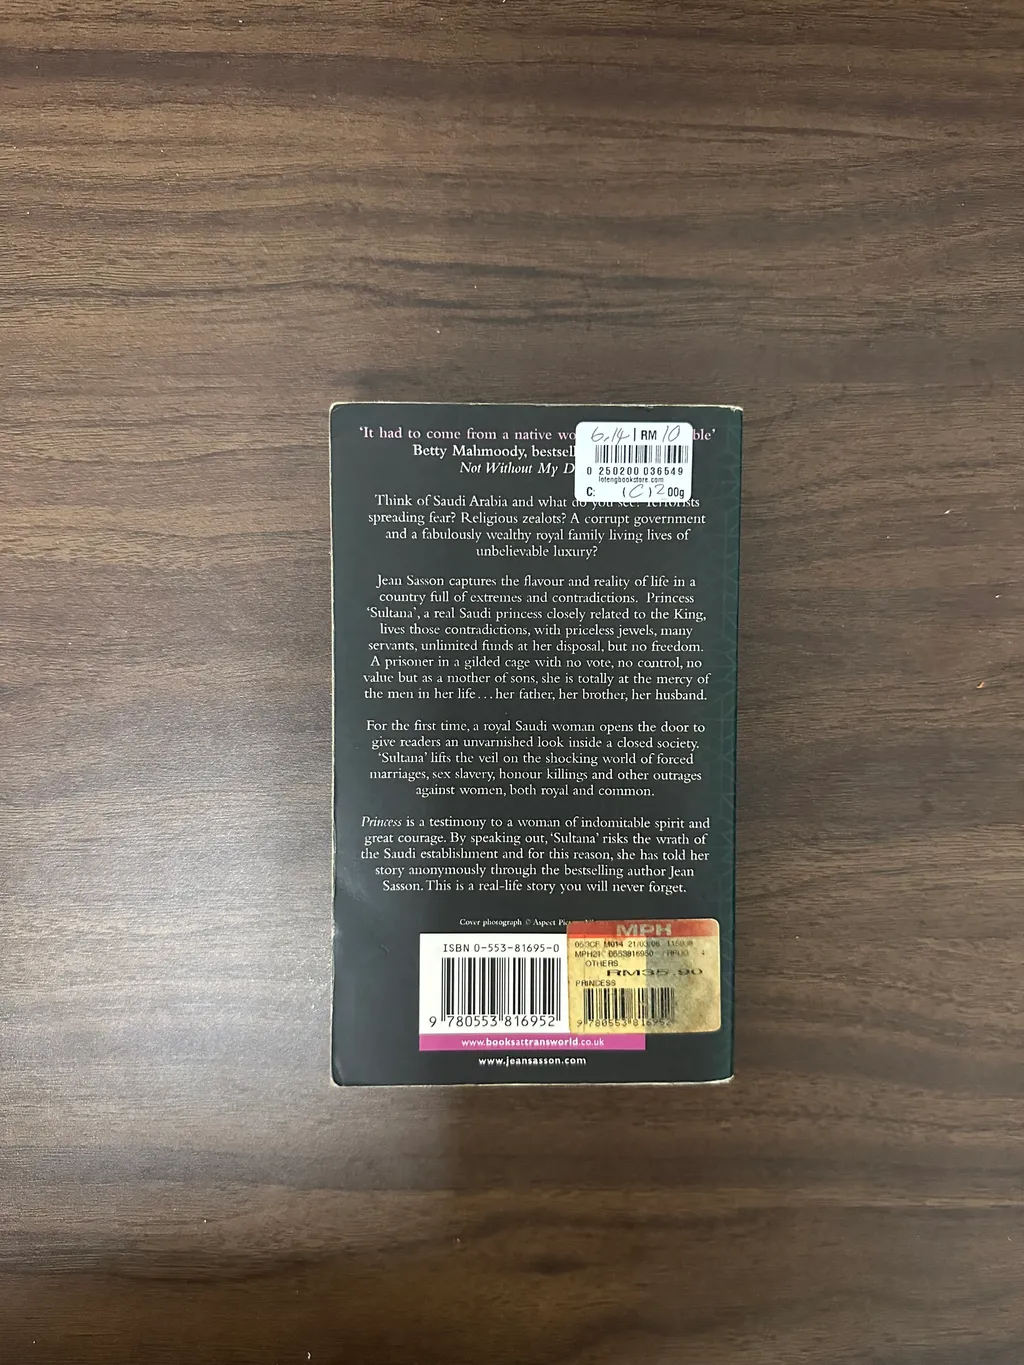 'It had to come from a native wo ble'
Betty Mahmoody, bestsel
Not Without My D
6.14 | RM 10
0 250200 036549
lotengbookstore.com
C: (C) 200g
Think of Saudi Arabia and what do you see? Terrorists
spreading fear? Religious zealots? A corrupt government
and a fabulously wealthy royal family living lives of
unbelievable luxury?
Jean Sasson captures the flavour and reality of life in a
country full of extremes and contradictions. Princess
'Sultana', a real Saudi princess closely related to the King,
lives those contradictions, with priceless jewels, many
servants, unlimited funds at her disposal, but no freedom.
A prisoner in a gilded cage with no vote, no control, no
value but as a mother of sons, she is totally at the mercy of
the men in her life...her father, her brother, her husband.
For the first time, a royal Saudi woman opens the door to
give readers an unvarnished look inside a closed society.
'Sultana' lifts the veil on the shocking world of forced
marriages, sex slavery, honour killings and other outrages
against women, both royal and common.
Princess is a testimony to a woman of indomitable spirit and
great courage. By speaking out, 'Sultana' risks the wrath of
the Saudi establishment and for this reason, she has told her
story anonymously through the bestselling author Jean
Sasson. This is a real-life story you will never forget.
Cover photograph © Aspect Pic
ISBN 0-553-81695-0
9 780553 816952
MPH
053CF M014 21/03/06
MPH21 0553816950
OTHERS
RM35.90
PRINCESS
9 780553 816952
www.booksattransworld.co.uk
www.jeansasson.com